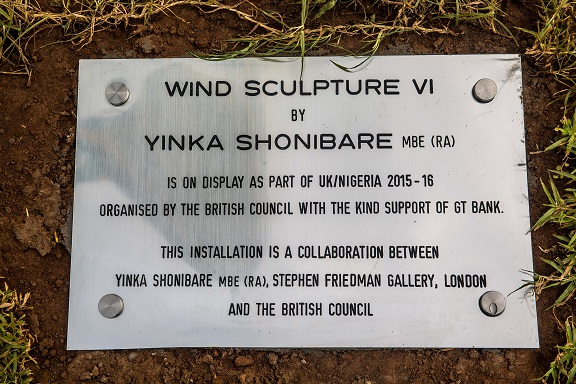 WIND SCULPTURE VI
BY
YINKA SHONIBARE MBE (RA)
IS ON DISPLAY AS PART OF UK/NIGERIA 2015-16
ORGANISED BY THE BRITISH COUNCIL WITH THE KIND SUPPORT OF GT BANK.
THIS INSTALLATION IS A COLLABORATION BETWEEN
YINKA SHONIBARE MBE (RA), STEPHEN FRIEDMAN GALLERY, LONDON
AND THE BRITISH COUNCIL